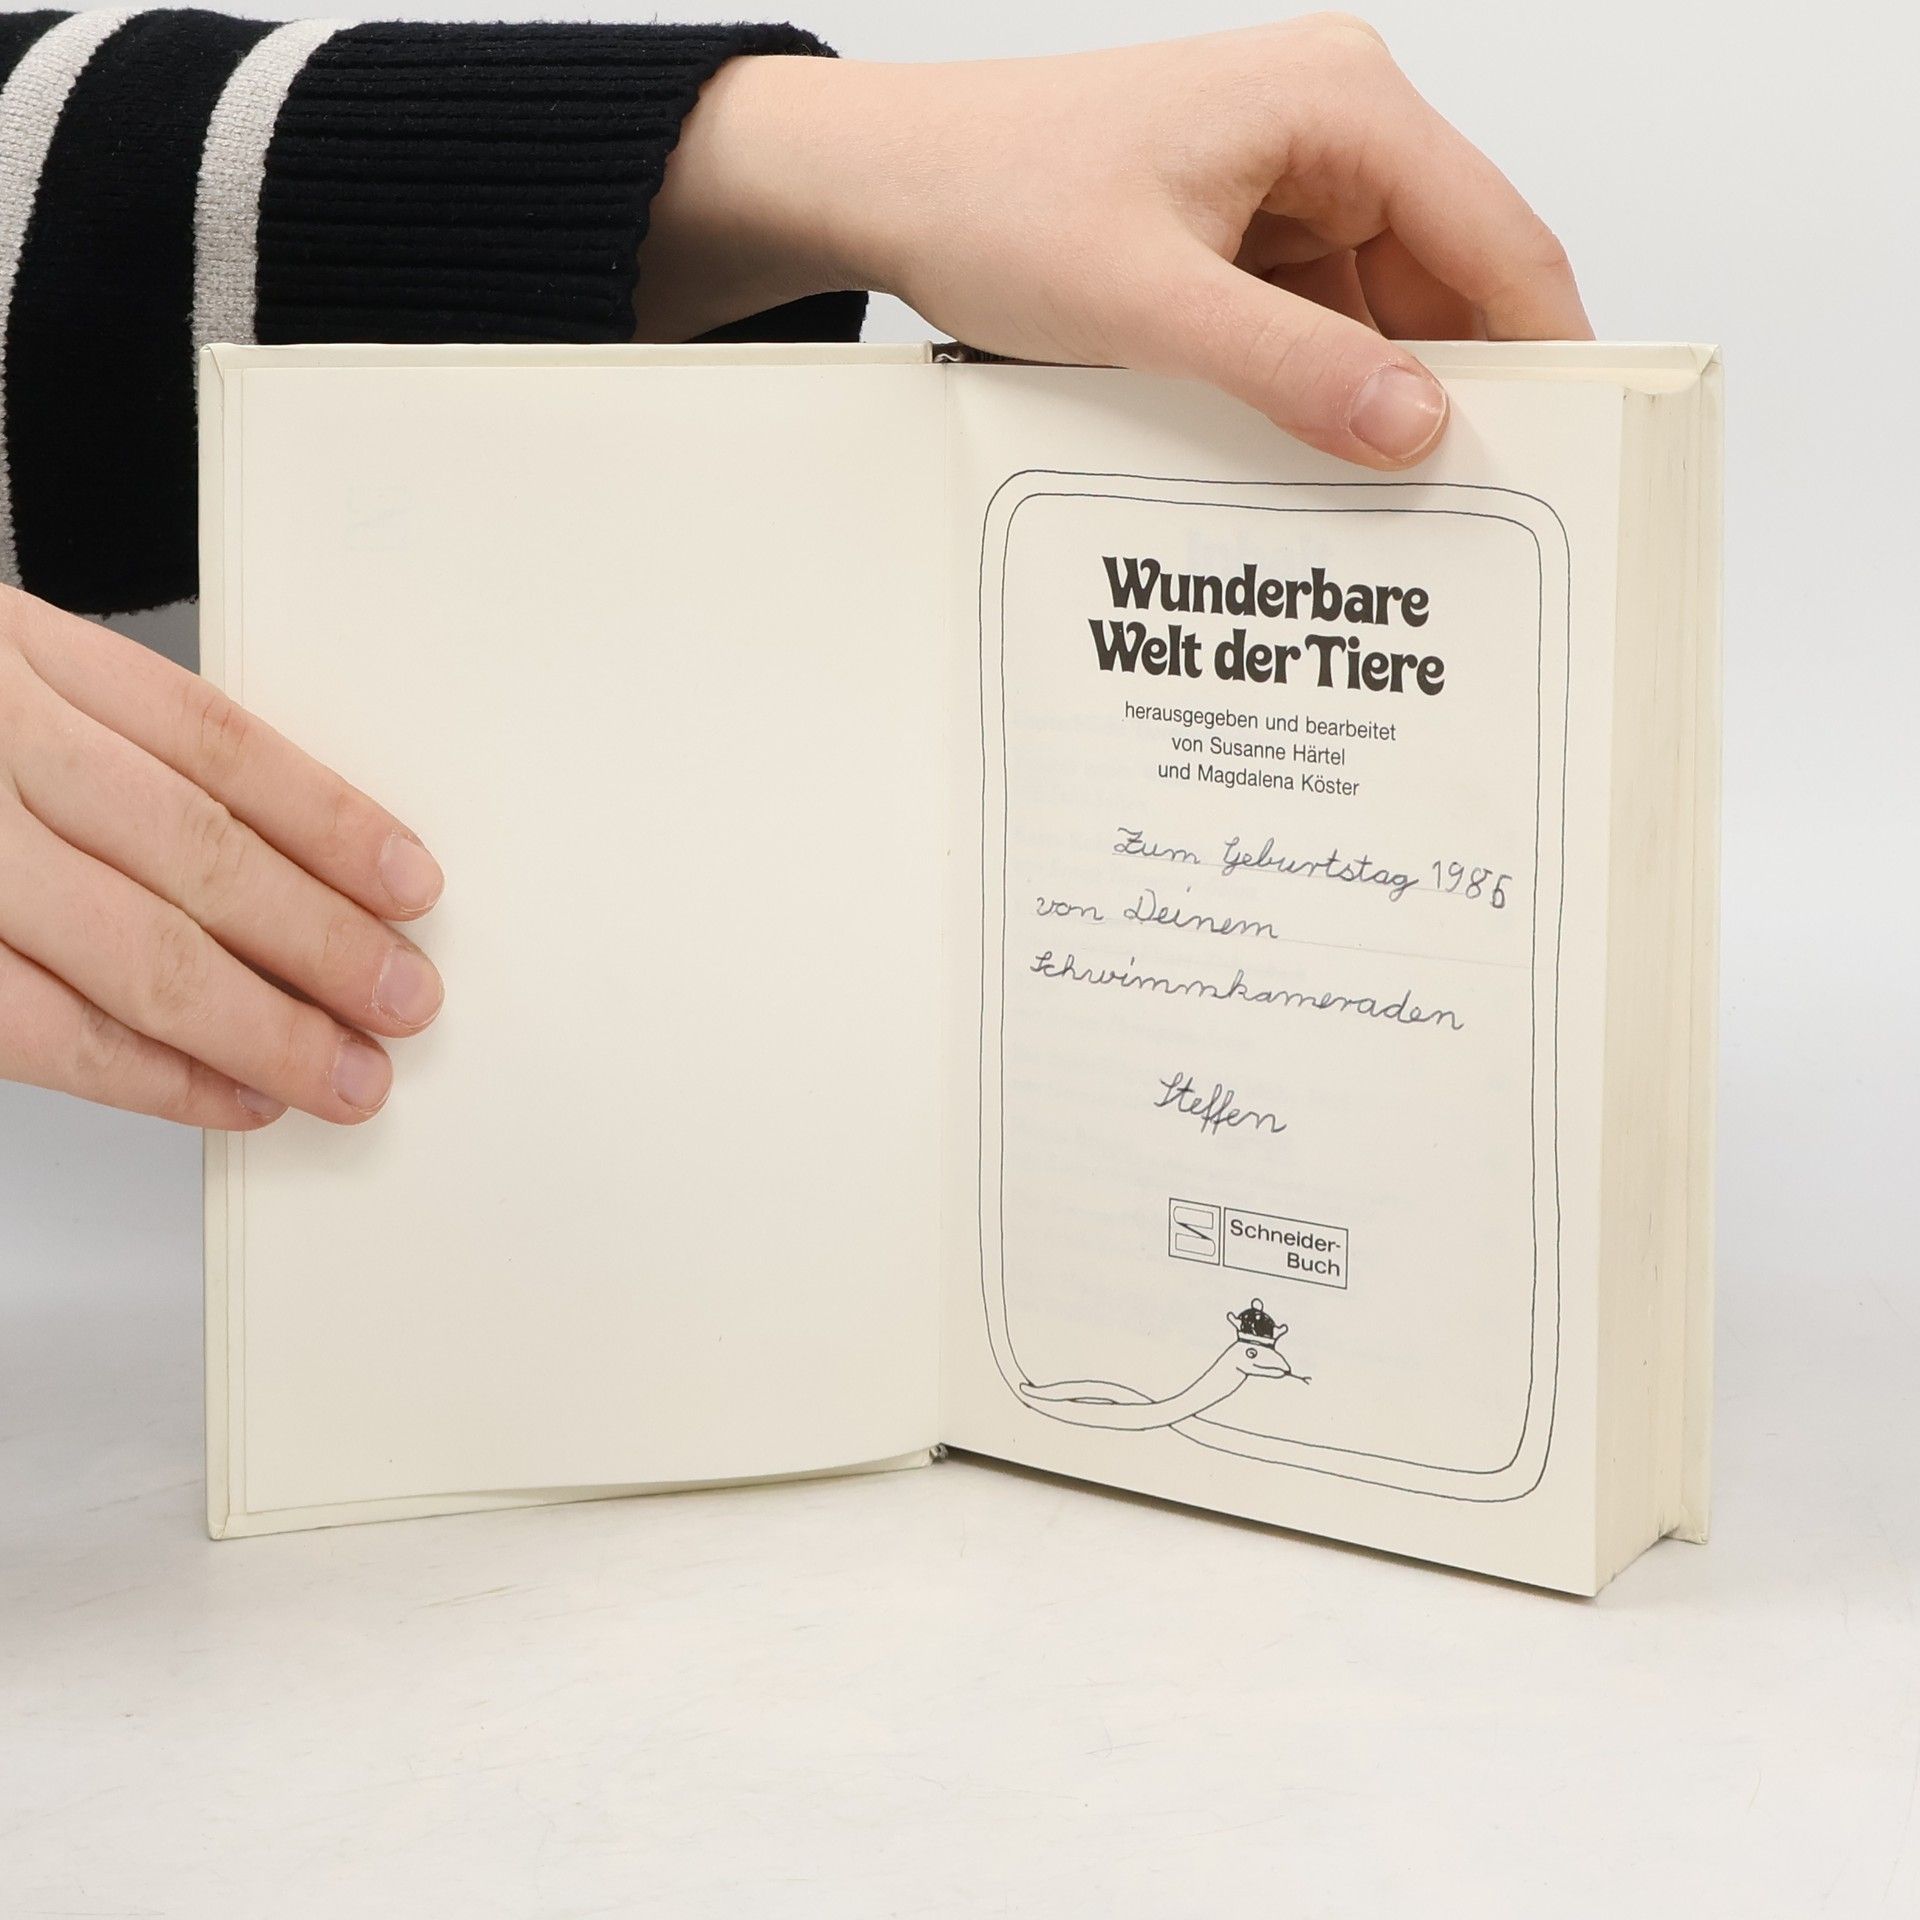 Wunderbare
Welt der Tiere
herausgegeben und bearbeitet
von Susanne Härtel
und Magdalena Köster
Zum Geburtstag 1986
von Deinem
Schwimmkameraden
Steffen
Schneider-
Buch